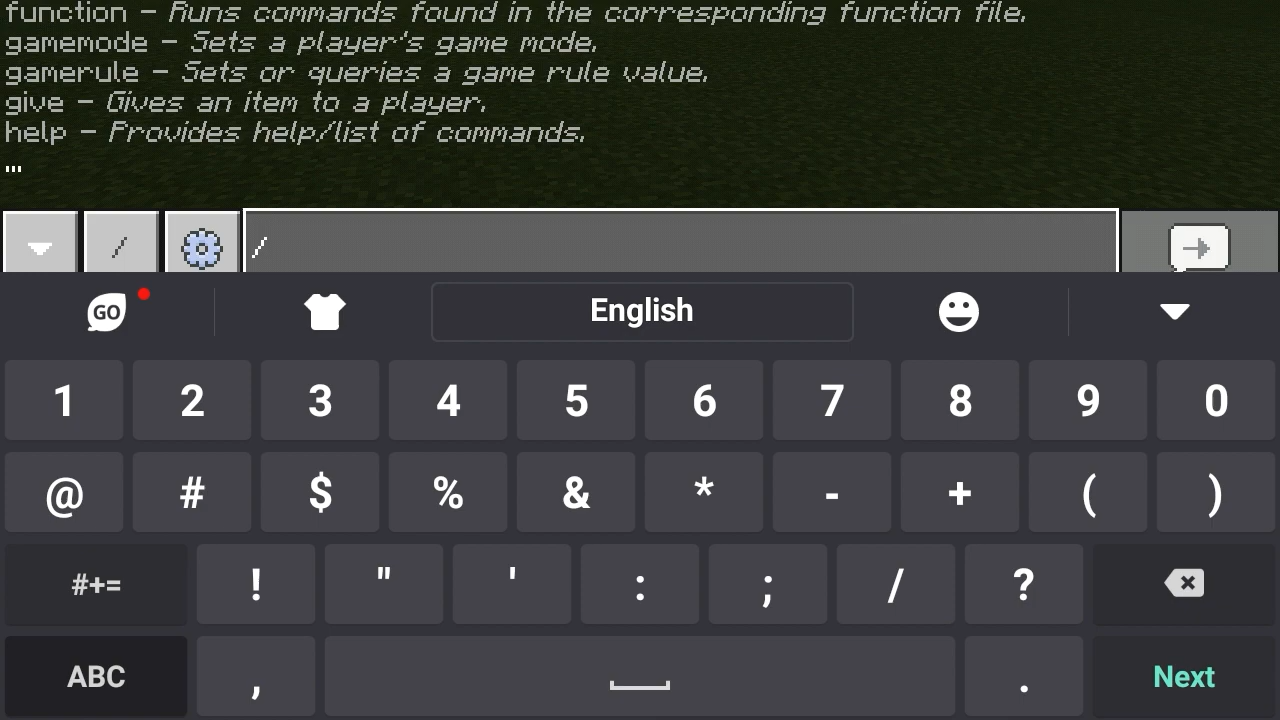 function - Runs commands found in the corresponding function file.
gamemode - Sets a player's game mode.
gamerule - Sets or queries a game rule value.
give - Gives an item to a player.
help - Provides help/list of commands.
...
/ /
GO English
1 2 3 4 5 6 7 8 9 0
@ # $ % & * - + ( )
#+= ! " ' : ; / ?
ABC , . Next